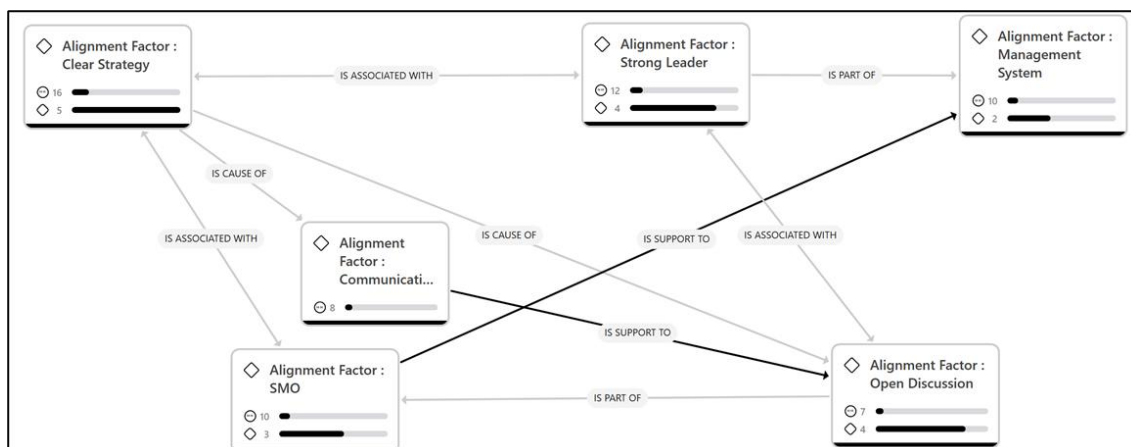 Alignment Factor :
Clear Strategy
16
5
IS ASSOCIATED WITH
Alignment Factor :
Strong Leader
12
4
IS PART OF
Alignment Factor :
Management
System
10
2
IS CAUSE OF
IS ASSOCIATED WITH
Alignment
Factor :
Communicati...
8
IS CAUSE OF
IS SUPPORT TO
IS ASSOCIATED WITH
IS SUPPORT TO
Alignment Factor :
SMO
10
3
IS PART OF
Alignment Factor :
Open Discussion
7
4